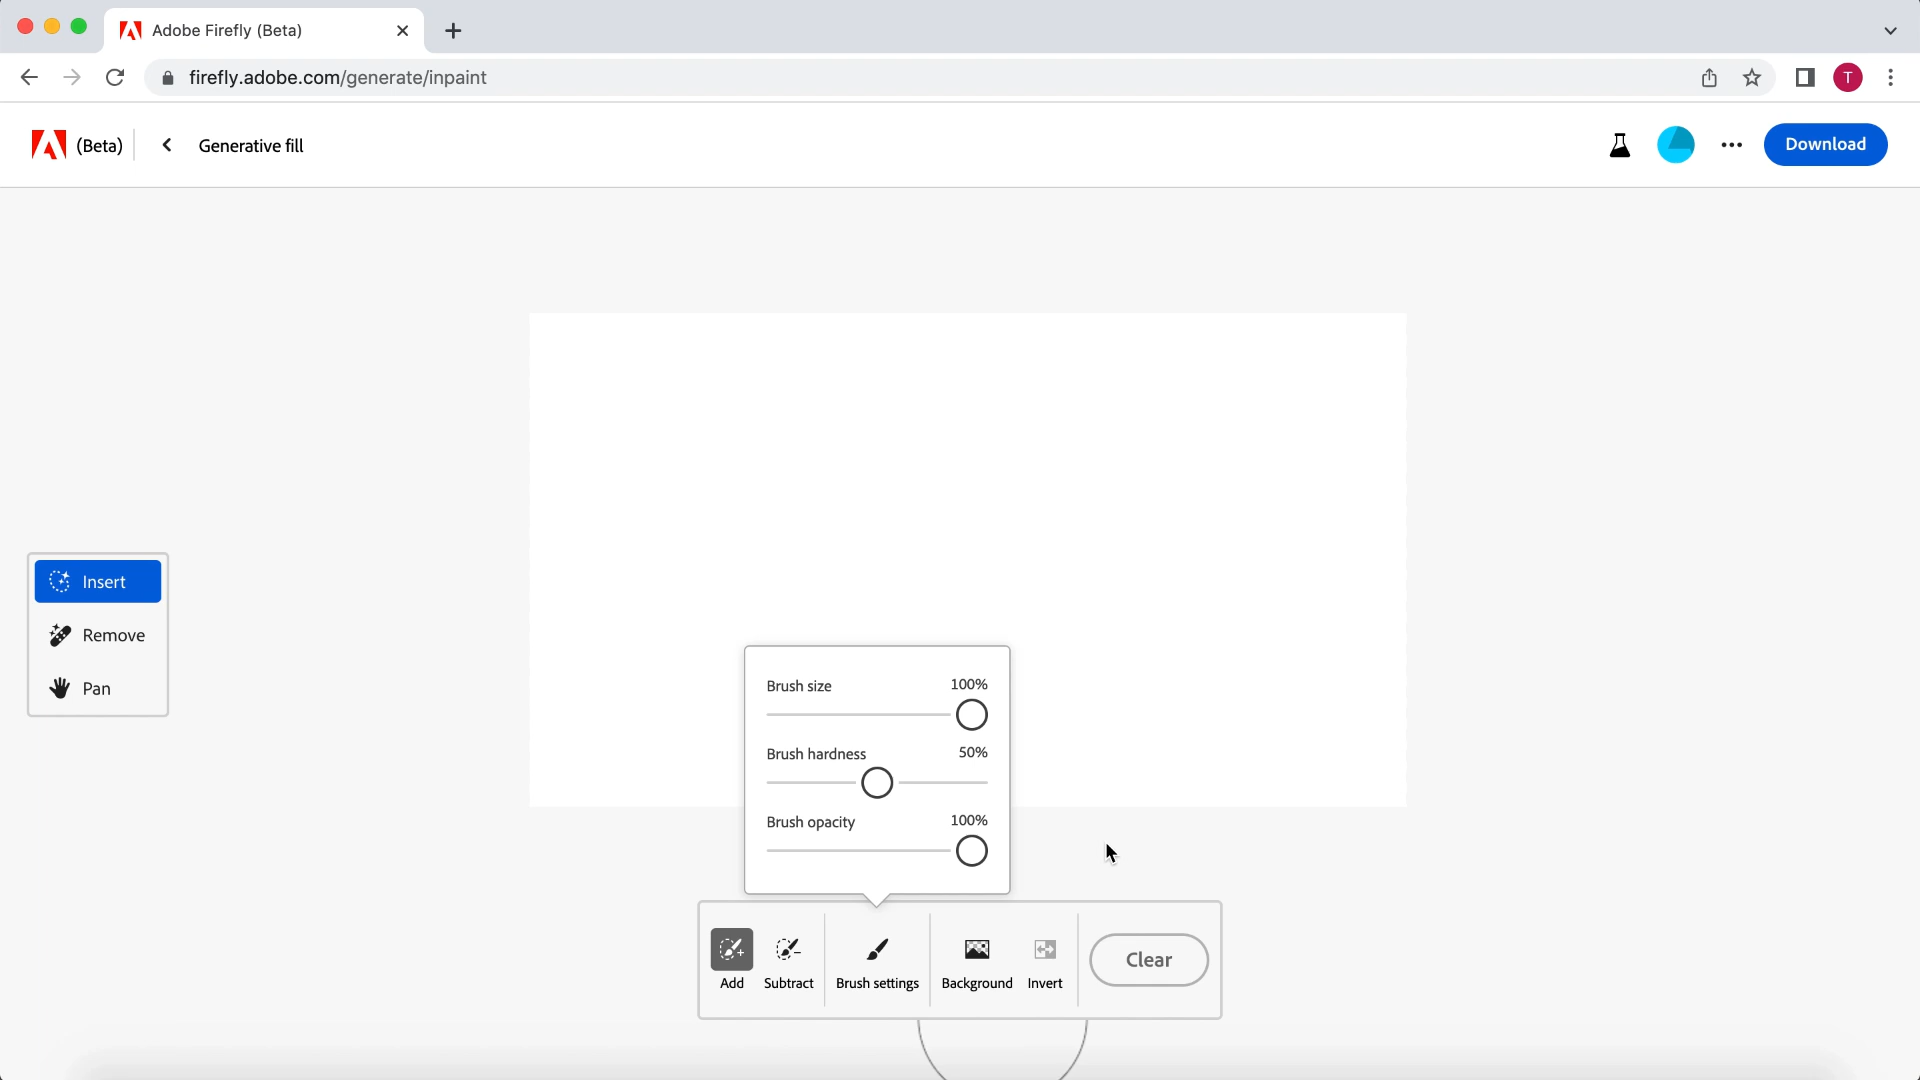 Adobe Firefly (Beta)
firefly.adobe.com/generate/inpaint
T
(Beta)
Generative fill
Download
Insert
Remove
Pan
Brush size 100%
Brush hardness 50%
Brush opacity 100%
Add
Subtract
Brush settings
Background
Invert
Clear